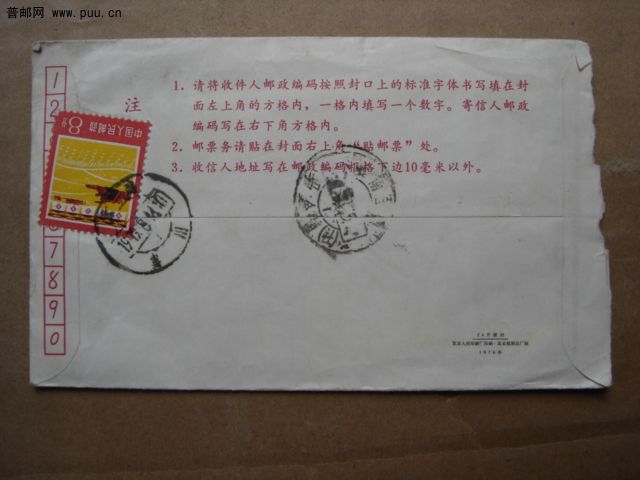 普邮网
www.puu.cn
注
1. 请将收件人邮政编码按照封口上的标准字体书写填在封
面左上角的方格内，一格内填写一个数字。寄信人邮政
编码写在右下角方格内。
2. 邮票务请贴在封面右上角“贴邮票”处。
3. 收信人地址写在邮政编码框格下边10毫米以外。
1
2
7
8
9
0
中国人民邮政
8分
1978年